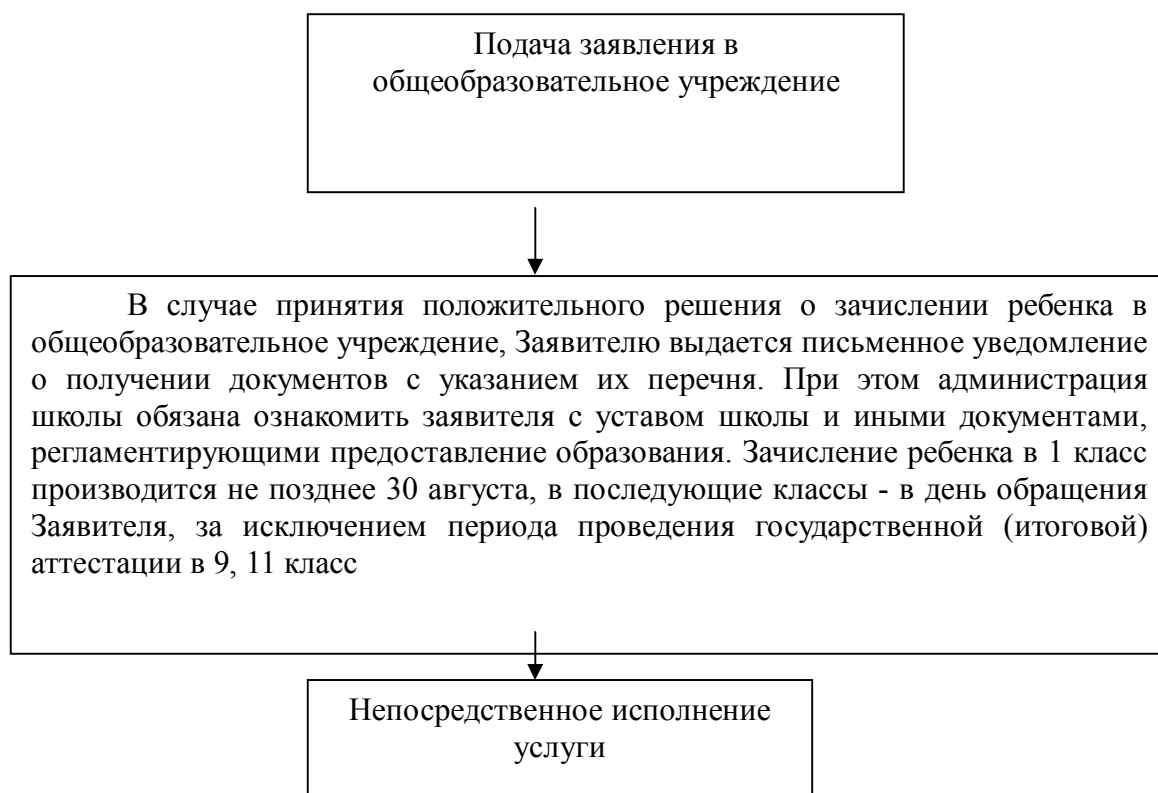 Подача заявления в
общеобразовательное учреждение
В случае принятия положительного решения о зачислении ребенка в
общеобразовательное учреждение, Заявителю выдается письменное уведомление
о получении документов с указанием их перечня. При этом администрация
школы обязана ознакомить заявителя с уставом школы и иными документами,
регламентирующими предоставление образования. Зачисление ребенка в 1 класс
производится не позднее 30 августа, в последующие классы - в день обращения
Заявителя, за исключением периода проведения государственной (итоговой)
аттестации в 9, 11 класс
Непосредственное исполнение
услуги